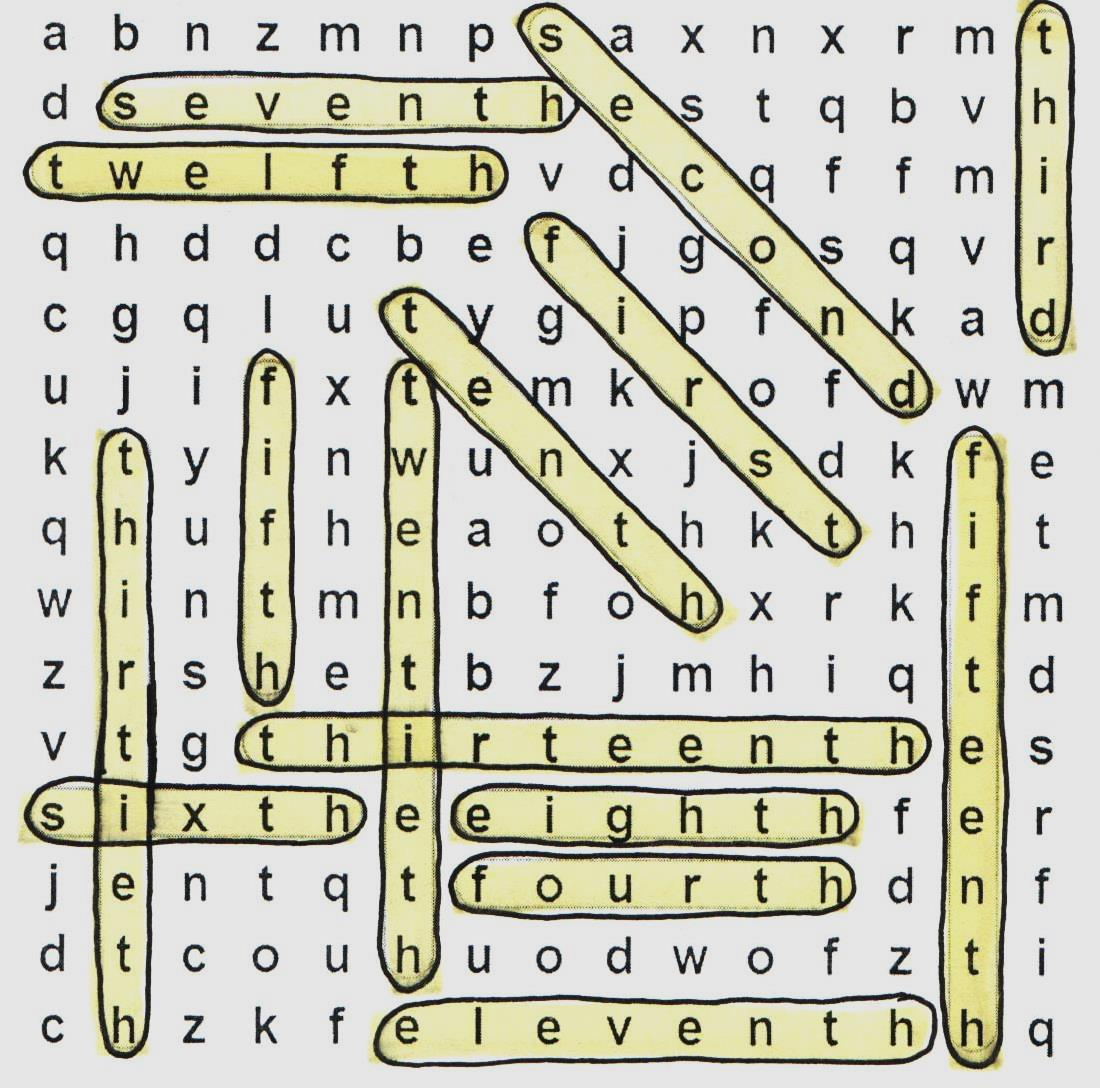 a b n z m n p s a x n x r m t
d s e v e n t h e s t q b v h
t w e l f t h v d c q f f m i
q h d d c b e f j g o s q v r
c g q l u t y g i p f n k a d
u j i f x t e m k r o f d w m
k t y i n w u n x j s d k f e
q h u f h e a o t h k t h i t
w i n t m n b f o h x r k f m
z r s h e t b z j m h i q t d
v t g t h i r t e e n t h e s
s i x t h e e i g h t h f e r
j e n t q t f o u r t h d n f
d t c o u h u o d w o f z t i
c h z k f e l e v e n t h h q